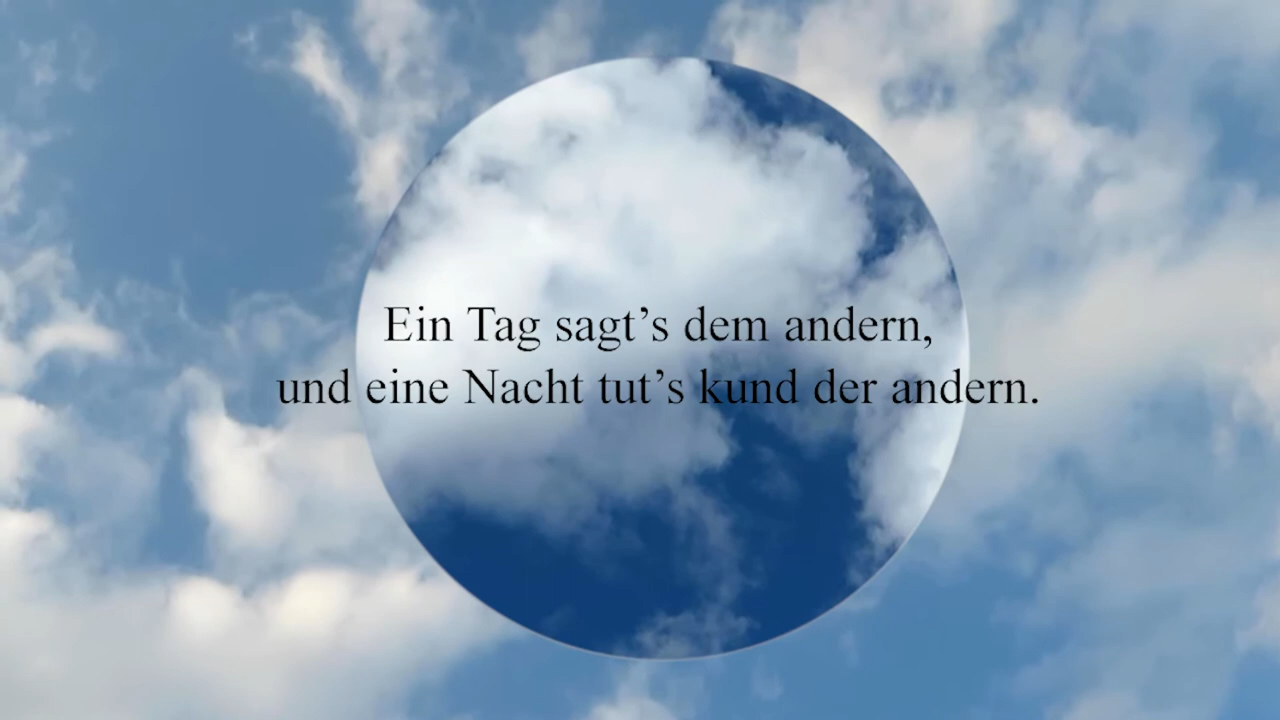 Ein Tag sagt’s dem andern,
und eine Nacht tut’s kund der andern.